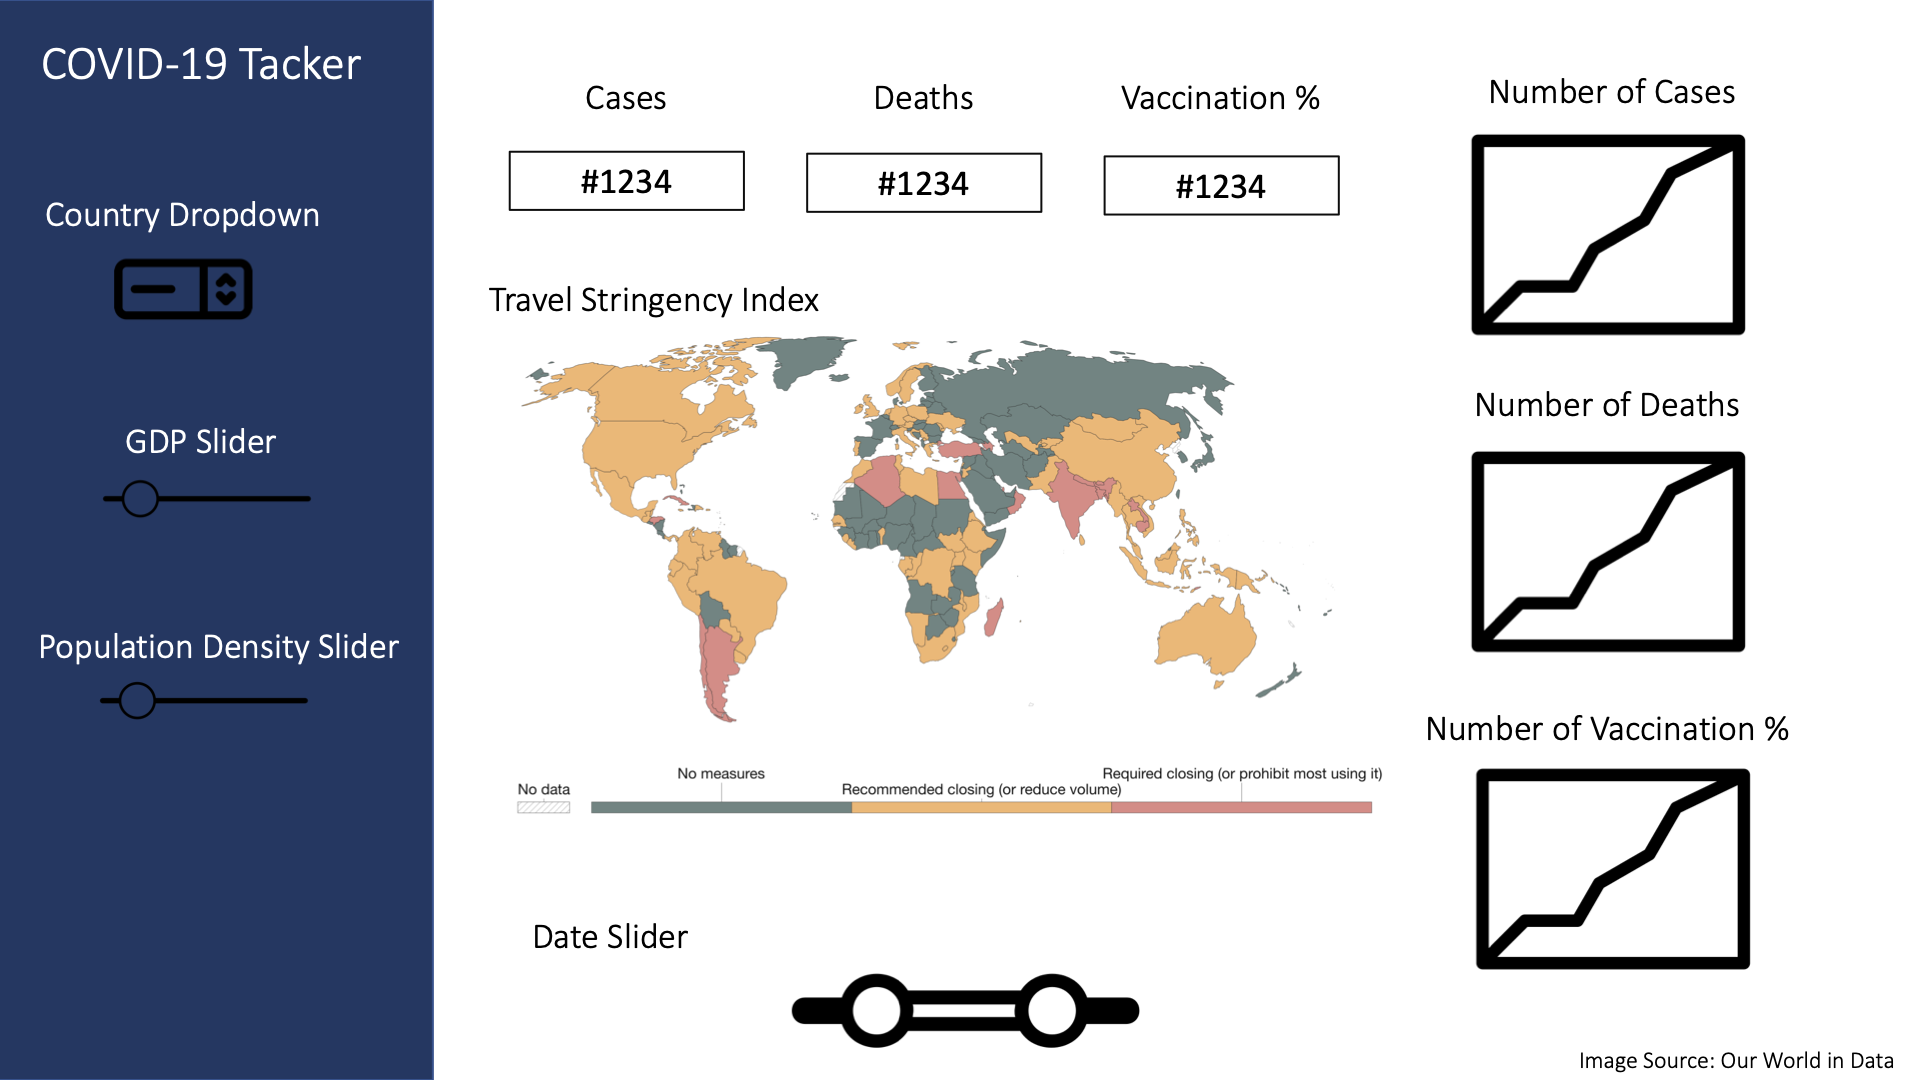 COVID-19 Tacker
Country Dropdown
GDP Slider
Population Density Slider
Cases
Deaths
Vaccination %
#1234
#1234
#1234
Travel Stringency Index
No data
No measures
Recommended closing (or reduce volume)
Required closing (or prohibit most using it)
Date Slider
Number of Cases
Number of Deaths
Number of Vaccination %
Image Source: Our World in Data